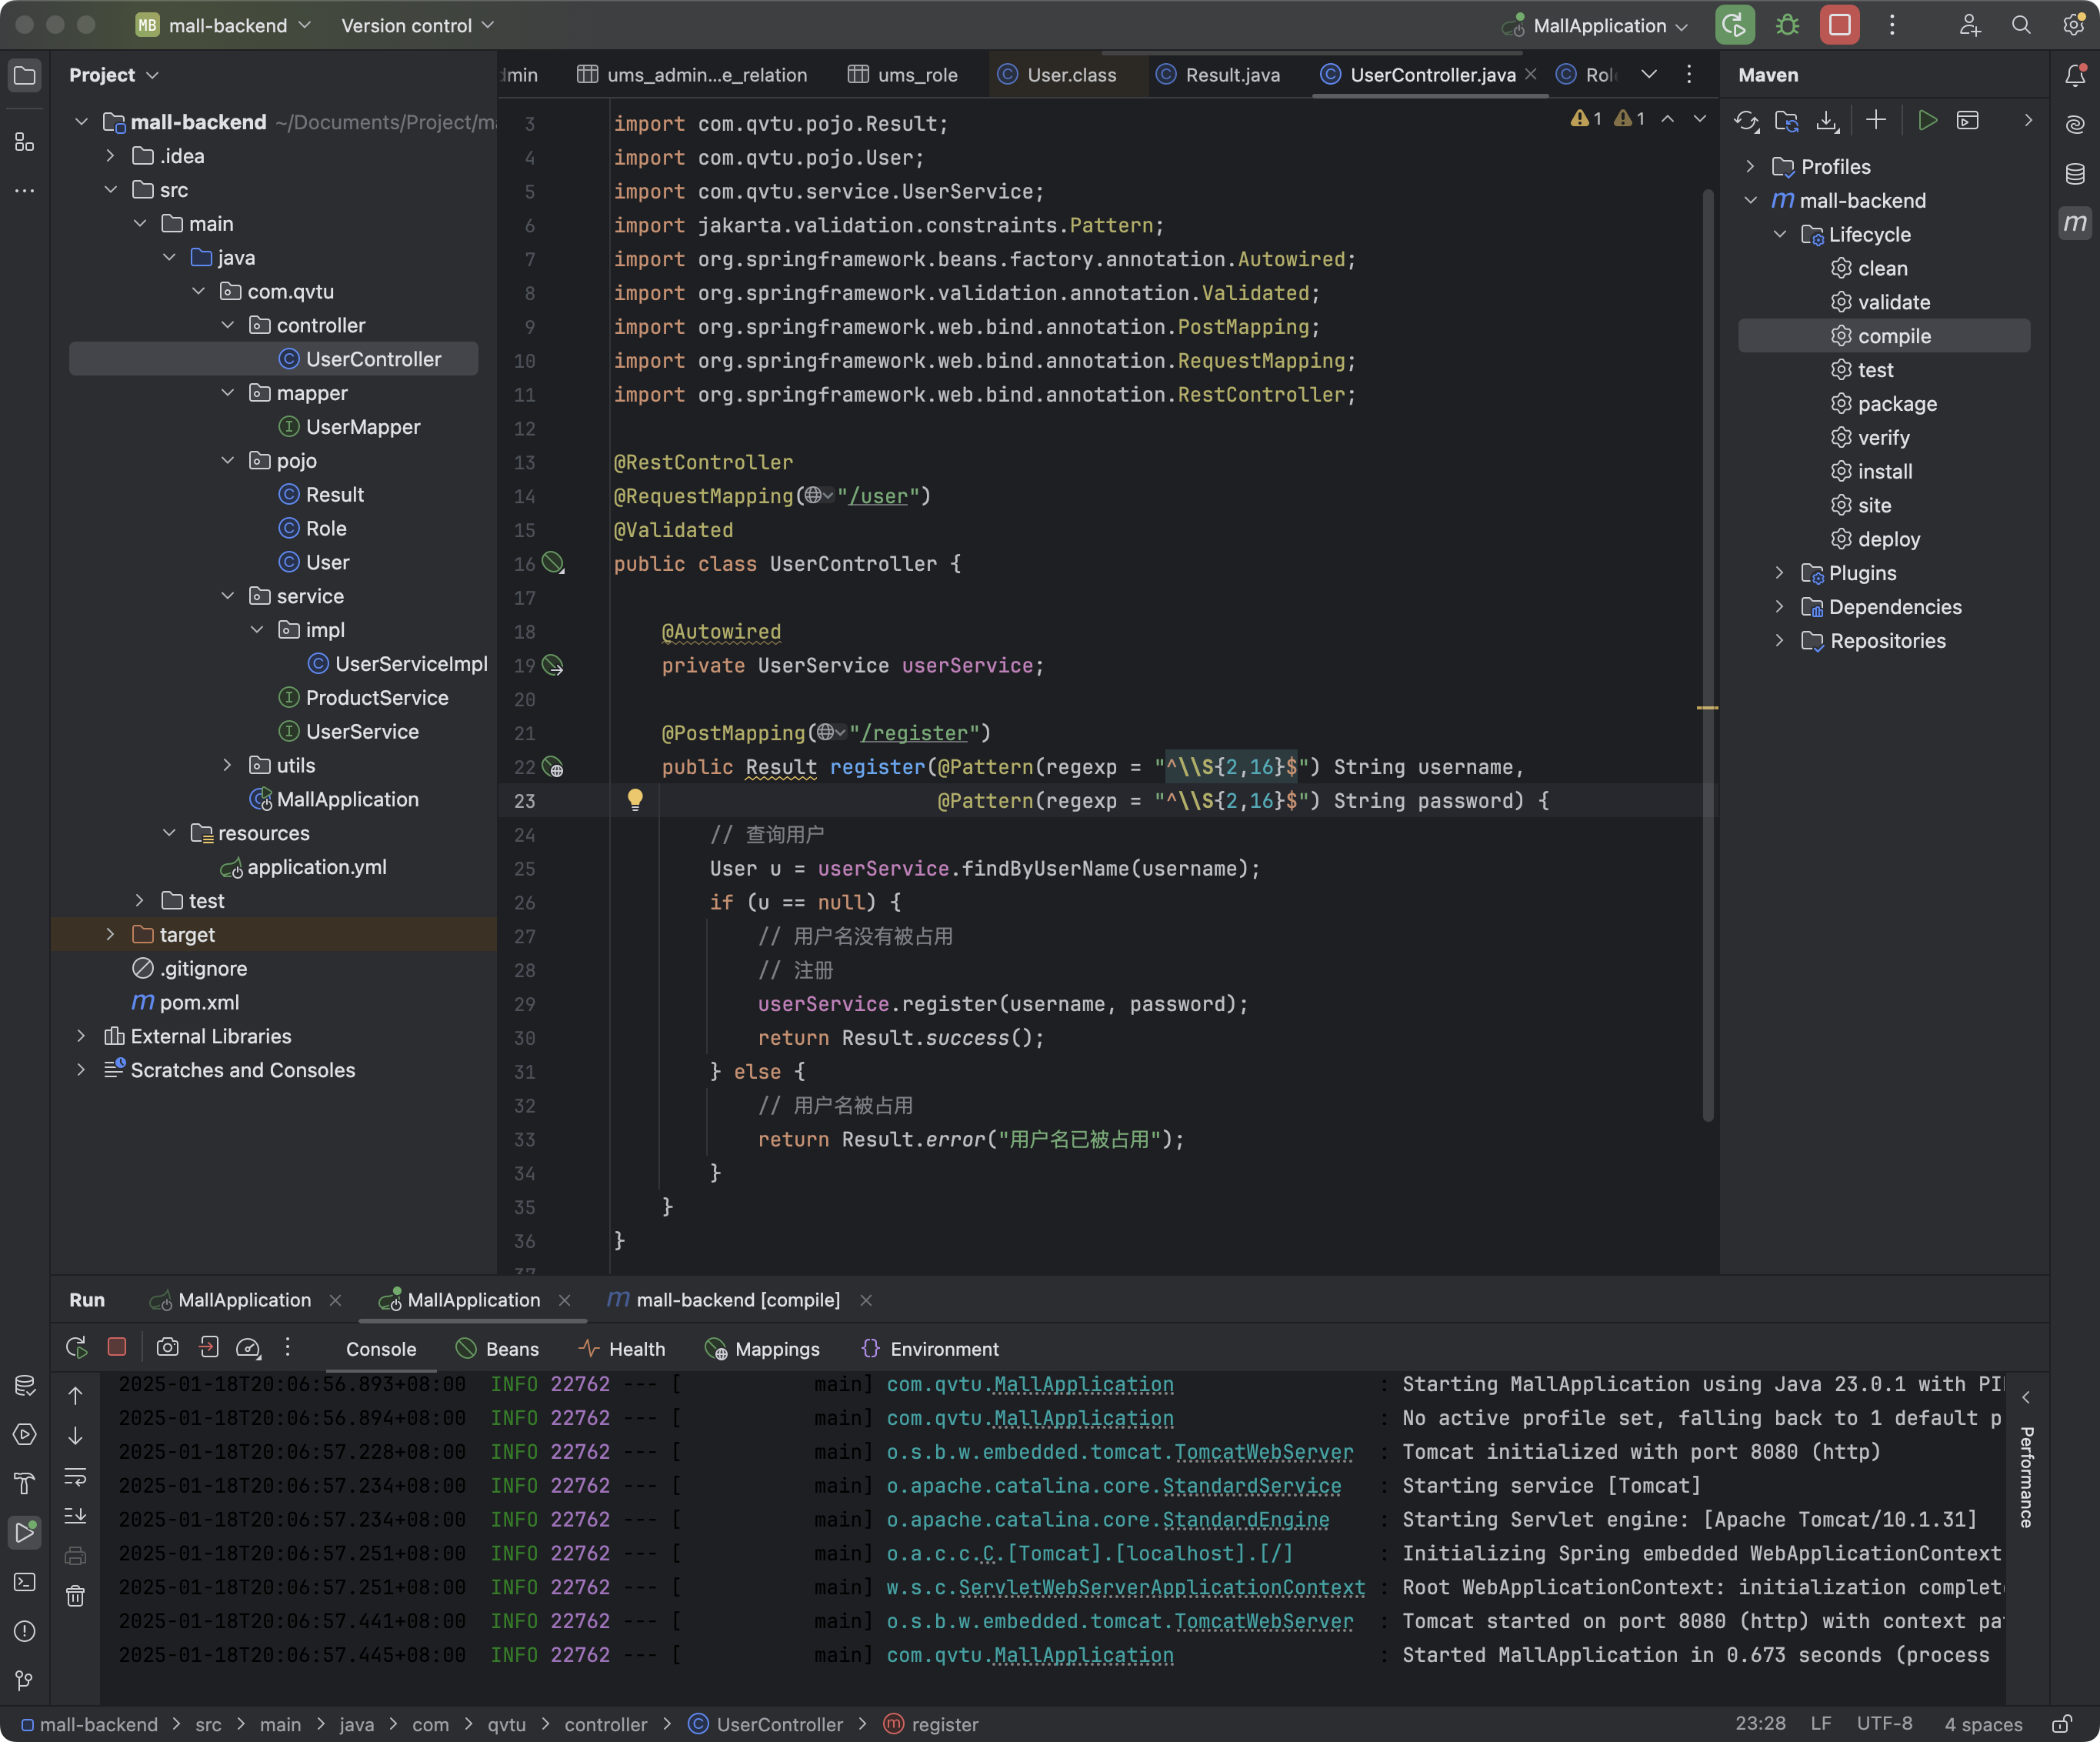 MB mall-backend
Version control
MallApplication
Project
mall-backend ~/Documents/Project/
.idea
src
main
java
com.qvtu
controller
UserController
mapper
UserMapper
pojo
Result
Role
User
service
impl
UserServiceImpl
ProductService
UserService
utils
MallApplication
resources
application.yml
test
target
.gitignore
pom.xml
External Libraries
Scratches and Consoles
ums_admin...e_relation
ums_role
User.class
Result.java
UserController.java
1 1
3 import com.qvtu.pojo.Result;
4 import com.qvtu.pojo.User;
5 import com.qvtu.service.UserService;
6 import jakarta.validation.constraints.Pattern;
7 import org.springframework.beans.factory.annotation.Autowired;
8 import org.springframework.validation.annotation.Validated;
9 import org.springframework.web.bind.annotation.PostMapping;
10 import org.springframework.web.bind.annotation.RequestMapping;
11 import org.springframework.web.bind.annotation.RestController;
12
13 @RestController
14 @RequestMapping("/user")
15 @Validated
16 public class UserController {
17
18 @Autowired
19 private UserService userService;
20
21 @PostMapping("/register")
22 public Result register(@Pattern(regexp = "^\\S{2,16}$") String username,
23 @Pattern(regexp = "^\\S{2,16}$") String password) {
24 // 查询用户
25 User u = userService.findByUserName(username);
26 if (u == null) {
27 // 用户名没有被占用
28 // 注册
29 userService.register(username, password);
30 return Result.success();
31 } else {
32 // 用户名被占用
33 return Result.error("用户名已被占用");
34 }
35 }
36 }
Maven
Profiles
m mall-backend
Lifecycle
clean
validate
compile
test
package
verify
install
site
deploy
Plugins
Dependencies
Repositories
Run
MallApplication
MallApplication
m mall-backend [compile]
Console
Beans
Health
Mappings
Environment
2025-01-18T20:06:56.893+08:00 INFO 22762 --- [ main] com.qvtu.MallApplication : Starting MallApplication using Java 23.0.1 with
2025-01-18T20:06:56.894+08:00 INFO 22762 --- [ main] com.qvtu.MallApplication : No active profile set, falling back to 1 default
2025-01-18T20:06:57.228+08:00 INFO 22762 --- [ main] o.s.b.w.embedded.tomcat.TomcatWebServer : Tomcat initialized with port 8080 (http)
2025-01-18T20:06:57.234+08:00 INFO 22762 --- [ main] o.apache.catalina.core.StandardService : Starting service [Tomcat]
2025-01-18T20:06:57.234+08:00 INFO 22762 --- [ main] o.apache.catalina.core.StandardEngine : Starting Servlet engine: [Apache Tomcat/10.1.31]
2025-01-18T20:06:57.251+08:00 INFO 22762 --- [ main] o.a.c.c.C.[Tomcat].[localhost].[/] : Initializing Spring embedded WebApplicationContext
2025-01-18T20:06:57.251+08:00 INFO 22762 --- [ main] w.s.c.ServletWebServerApplicationContext : Root WebApplicationContext: initialization
2025-01-18T20:06:57.441+08:00 INFO 22762 --- [ main] o.s.b.w.embedded.tomcat.TomcatWebServer : Tomcat started on port 8080 (http) with context
2025-01-18T20:06:57.445+08:00 INFO 22762 --- [ main] com.qvtu.MallApplication : Started MallApplication in 0.673 seconds (process
Performance
mall-backend > src > main > java > com > qvtu > controller > UserController > register
23:28 LF UTF-8 4 spaces